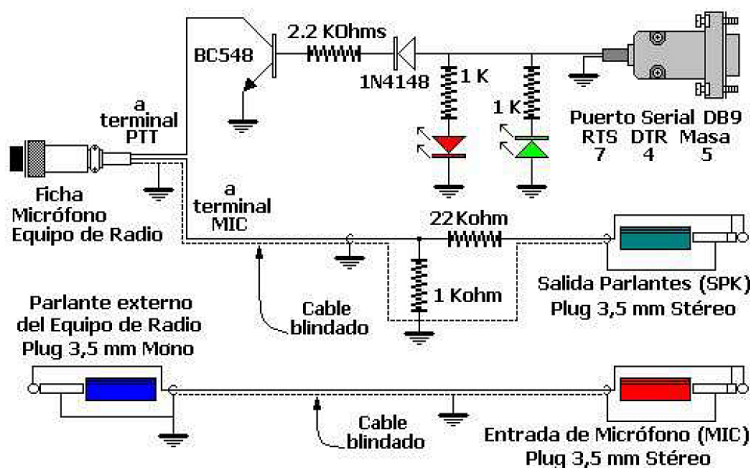 2.2 KOhms
BC548
1N4148
1 K
1 K
Puerto Serial DB9
RTS DTR Masa
7 4 5
a
terminal
PTT
Ficha
Micrófono
Equipo de Radio
a
terminal
MIC
22 Kohm
1 Kohm
Cable
blindado
Salida Parlantes (SPK)
Plug 3,5 mm Stéreo
Parlante externo
del Equipo de Radio
Plug 3,5 mm Mono
Cable
blindado
Entrada de Micrófono (MIC)
Plug 3,5 mm Stéreo